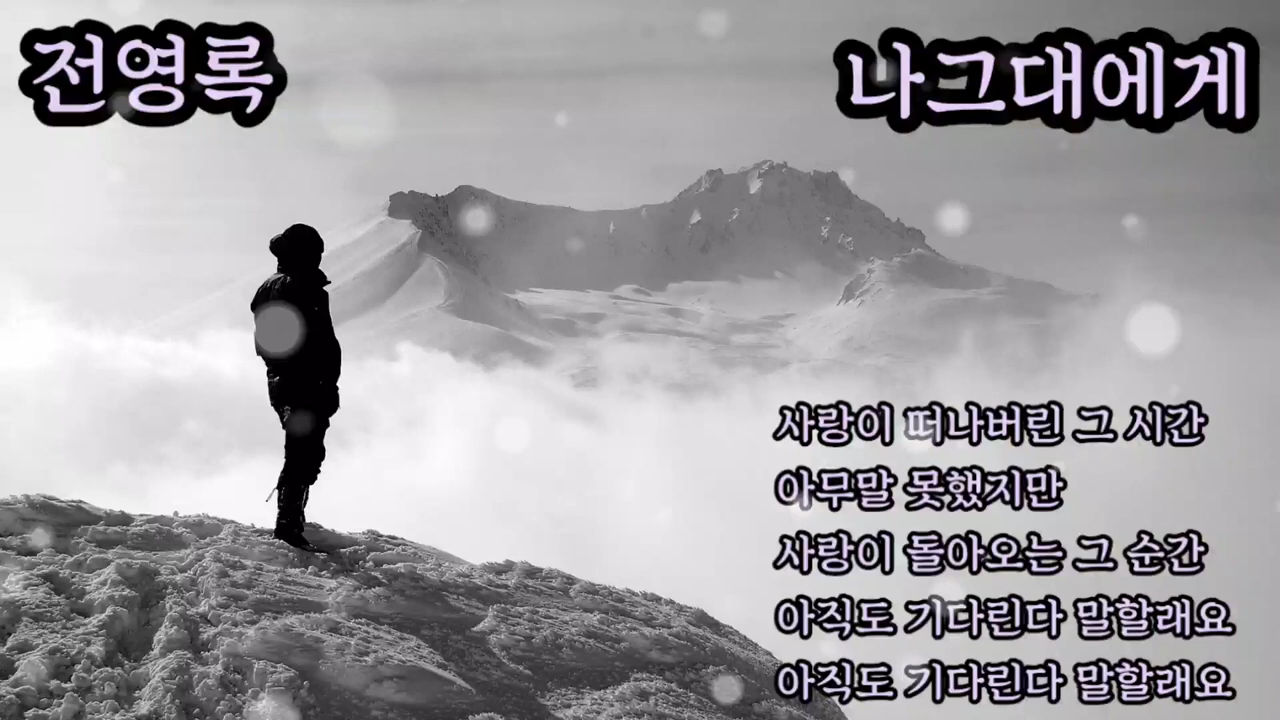 전영록
나그대에게
사랑이 떠나버린 그 시간
아무말 못했지만
사랑이 돌아오는 그 순간
아직도 기다린다 말할래요
아직도 기다린다 말할래요